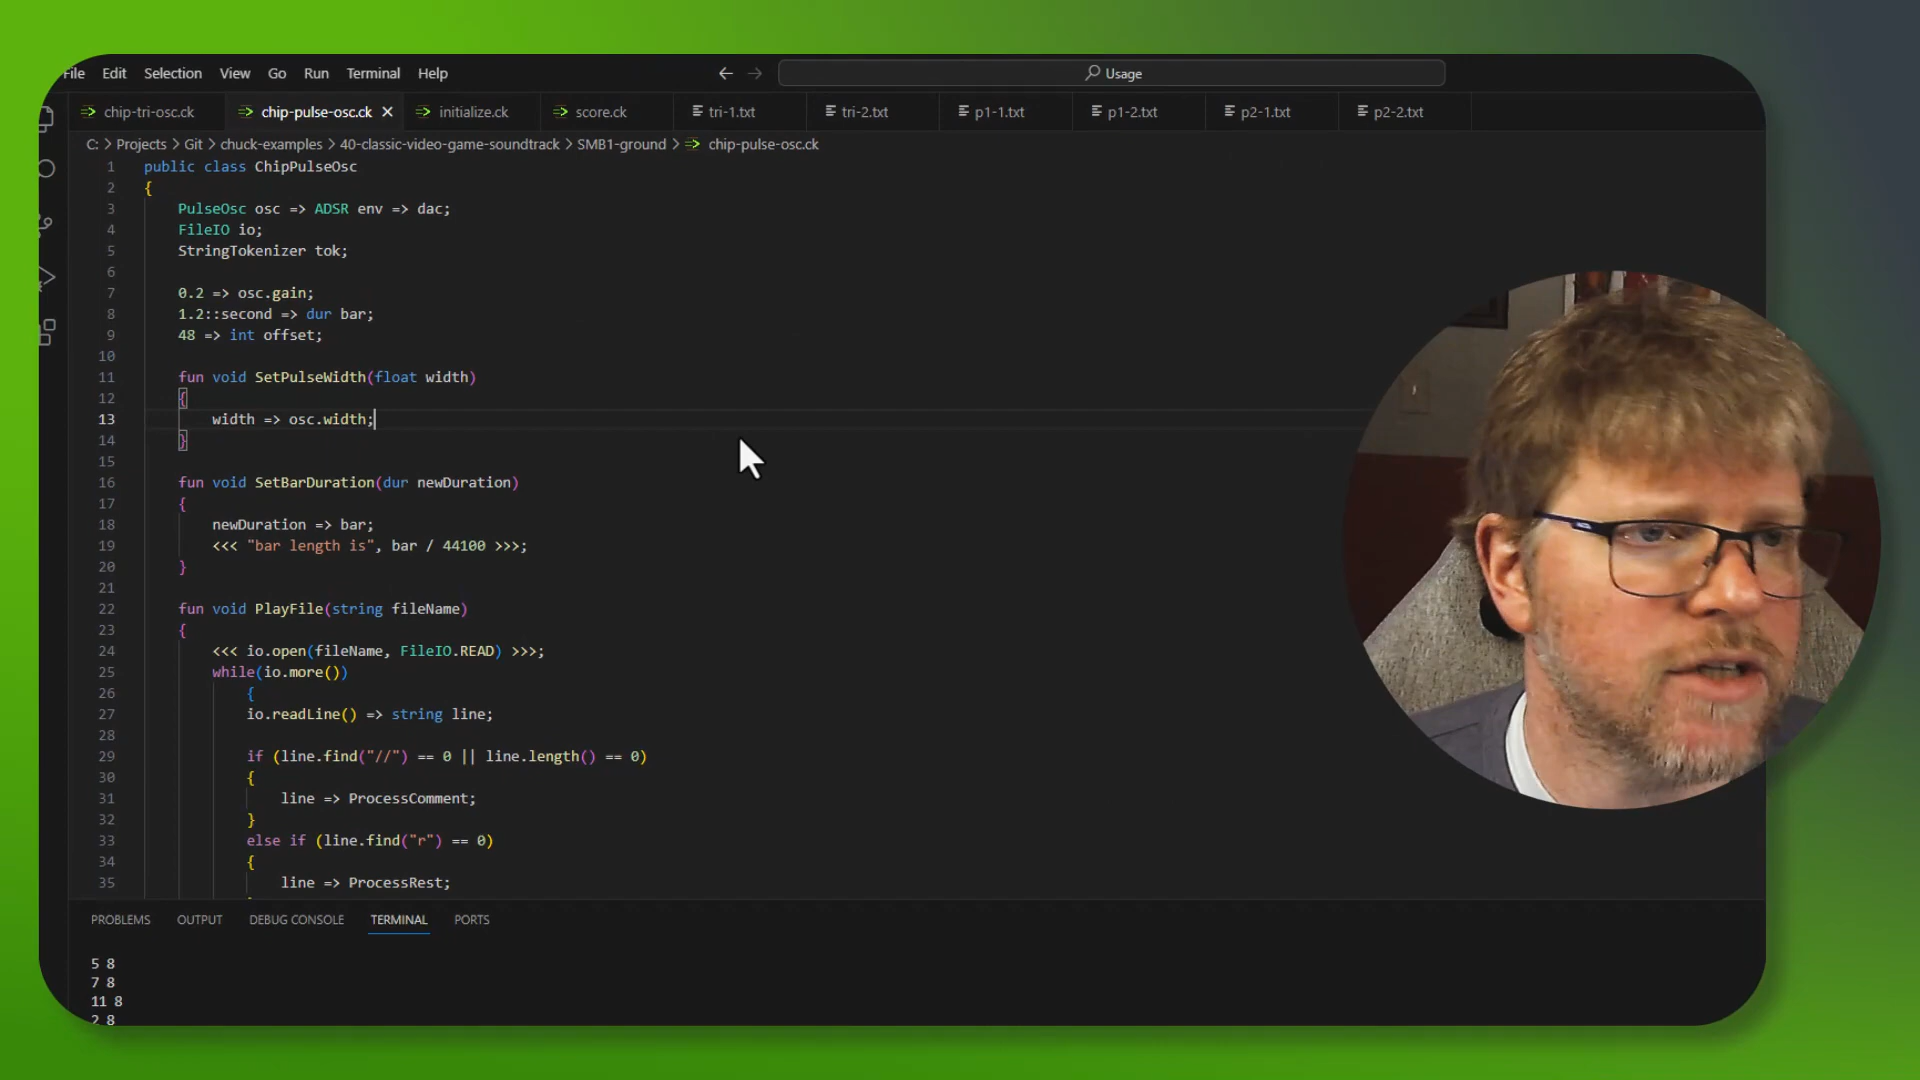 File Edit Selection View Go Run Terminal Help Usage
chip-tri-osc.ck chip-pulse-osc.ck initialize.ck score.ck tri-1.txt tri-2.txt p1-1.txt p1-2.txt p2-1.txt p2-2.txt
C: > Projects > Git > chuck-examples > 40-classic-video-game-soundtrack > SMB1-ground > chip-pulse-osc.ck
1 public class ChipPulseOsc
2 {
3 PulseOsc osc => ADSR env => dac;
4 FileIO io;
5 StringTokenizer tok;
6
7 0.2 => osc.gain;
8 1.2::second => dur bar;
9 48 => int offset;
10
11 fun void SetPulseWidth(float width)
12 {
13 width => osc.width;
14 }
15
16 fun void SetBarDuration(dur newDuration)
17 {
18 newDuration => bar;
19 <<< "bar length is", bar / 44100 >>>;
20 }
21
22 fun void PlayFile(string fileName)
23 {
24 <<< io.open(fileName, FileIO.READ) >>>;
25 while(io.more())
26 {
27 io.readLine() => string line;
28
29 if (line.find("//") == 0 || line.length() == 0)
30 {
31 line => ProcessComment;
32 }
33 else if (line.find("r") == 0)
34 {
35 line => ProcessRest;
PROBLEMS OUTPUT DEBUG CONSOLE TERMINAL PORTS
5 8
7 8
11 8
2 8